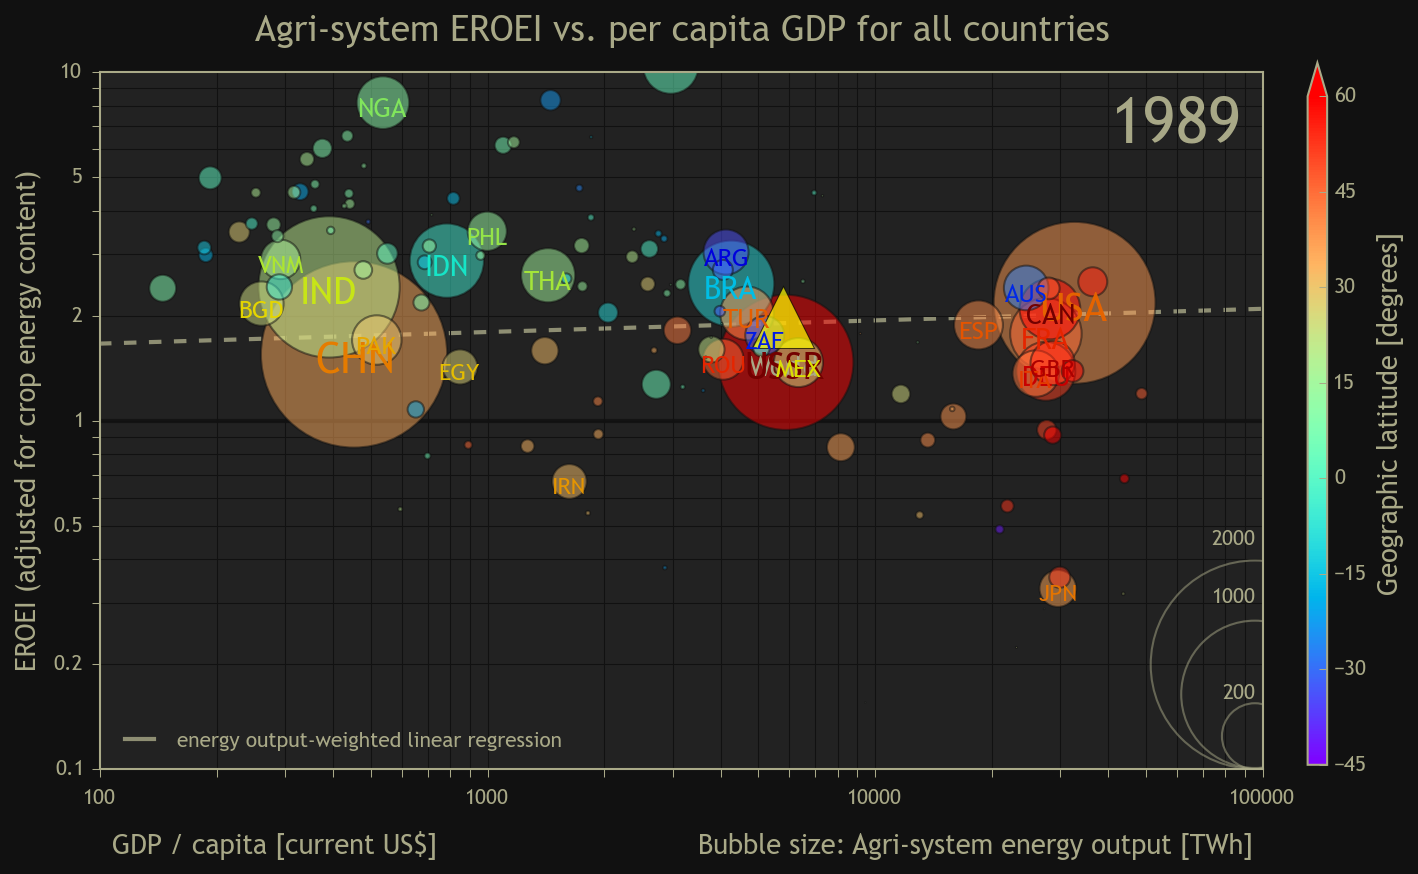 Agri-system EROEI vs. per capita GDP for all countries
1989
EROEI (adjusted for crop energy content)
10
5
2
1
0.5
0.2
0.1
NGA
PHL
VNM
IDN
THA
IND
BGD
PAK
CHN
EGY
IRN
ARG
BRA
TUR
ZAF
ROU
USSR
MEX
ESP
AUS
CAN
USA
FRA
GBR
DEU
JPN
2000
1000
200
energy output-weighted linear regression
100
1000
10000
100000
GDP / capita [current US$]
Bubble size: Agri-system energy output [TWh]
60
45
30
15
0
−15
−30
−45
Geographic latitude [degrees]